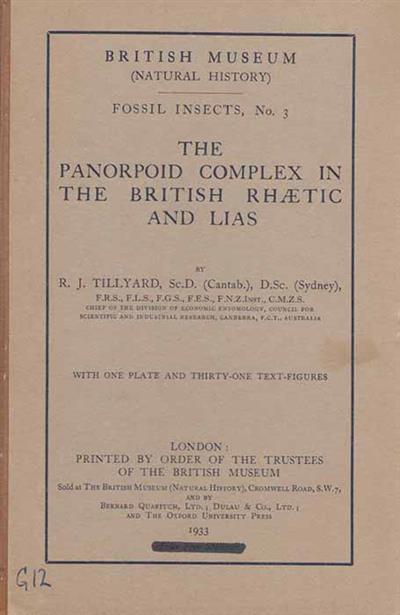 BRITISH MUSEUM
(NATURAL HISTORY)
FOSSIL INSECTS, No. 3
THE
PANORPOID COMPLEX IN
THE BRITISH RHÆTIC
AND LIAS
BY
R. J. TILLYARD, Sc.D. (Cantab.), D.Sc. (Sydney),
F.R.S., F.L.S., F.G.S., F.E.S., F.N.Z.Inst., C.M.Z.S.
CHIEF OF THE DIVISION OF ECONOMIC ENTOMOLOGY, COUNCIL FOR
SCIENTIFIC AND INDUSTRIAL RESEARCH, CANBERRA, F.C.T., AUSTRALIA
WITH ONE PLATE AND THIRTY-ONE TEXT-FIGURES
LONDON:
PRINTED BY ORDER OF THE TRUSTEES
OF THE BRITISH MUSEUM
Sold at The British Museum (Natural History), Cromwell Road, S.W.7,
AND BY
Bernard Quaritch, Ltd.; Dulau & Co., Ltd.;
and The Oxford University Press
1933
G12